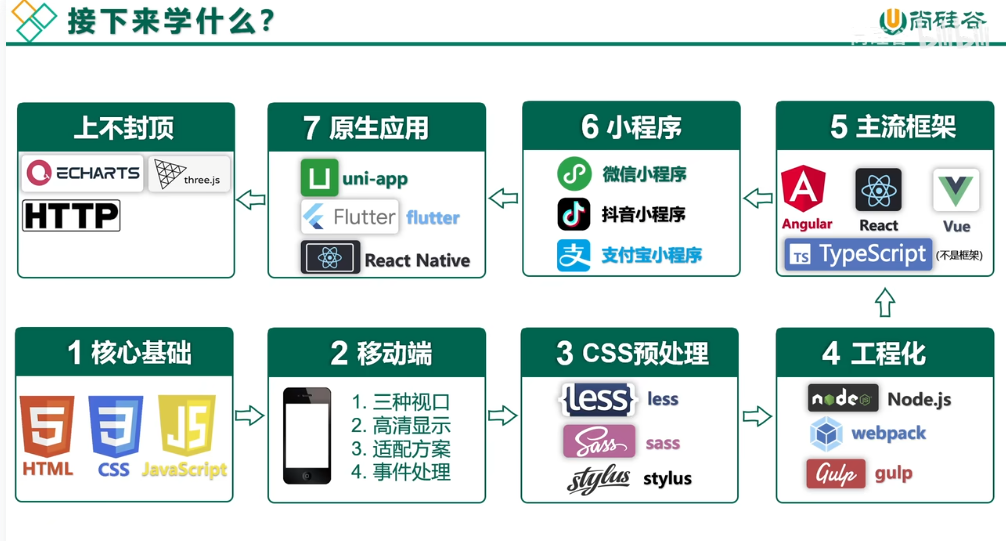 接下来学什么？
尚硅谷
bilibili
上不封顶
ECHARTS
three.js
HTTP
7 原生应用
uni-app
Flutter flutter
React Native
6 小程序
微信小程序
抖音小程序
支 支付宝小程序
5 主流框架
Angular
React
Vue
TS TypeScript (不是框架)
1 核心基础
5 3 JS
HTML CSS JavaScript
2 移动端
1. 三种视口
2. 高清显示
3. 适配方案
4. 事件处理
3 CSS预处理
{less} less
Sass sass
stylus stylus
4 工程化
node JS Node.js
webpack
Gulp gulp